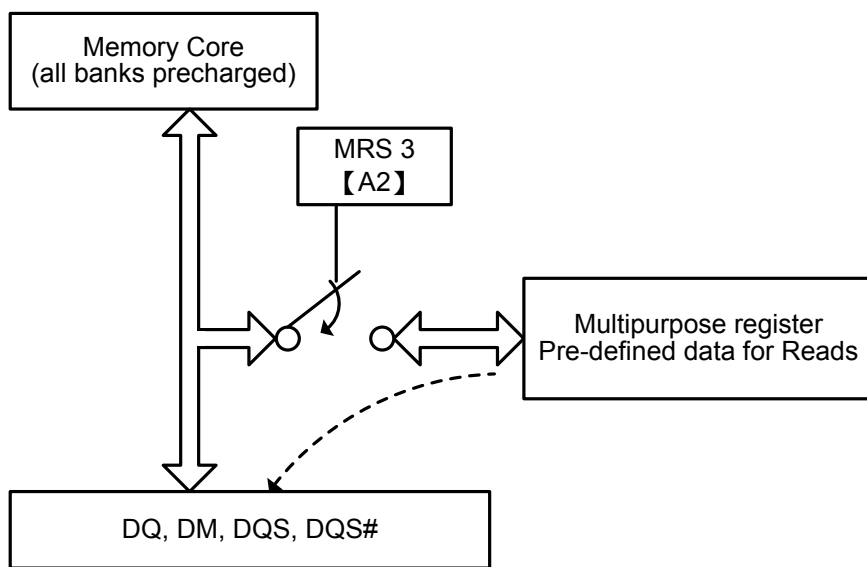 Memory Core
(all banks precharged)
MRS 3
【A2】
Multipurpose register
Pre-defined data for Reads
DQ, DM, DQS, DQS#